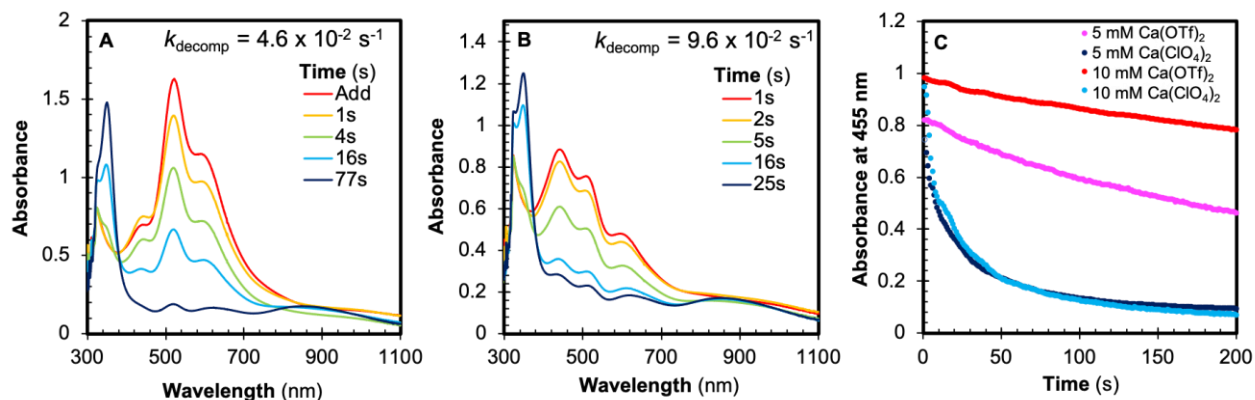 A
k_decomp = 4.6 x 10⁻² s⁻¹
Time (s)
Add
1s
4s
16s
77s
2
1.5
1
0.5
0
300 500 700 900 1100
Absorbance
Wavelength (nm)
B
k_decomp = 9.6 x 10⁻² s⁻¹
Time (s)
1s
2s
5s
16s
25s
1.4
1.2
1
0.8
0.6
0.4
0.2
0
300 500 700 900 1100
Absorbance
Wavelength (nm)
C
5 mM Ca(OTf)₂
5 mM Ca(ClO₄)₂
10 mM Ca(OTf)₂
10 mM Ca(ClO₄)₂
1.2
1
0.8
0.6
0.4
0.2
0
0 50 100 150 200
Absorbance at 455 nm
Time (s)